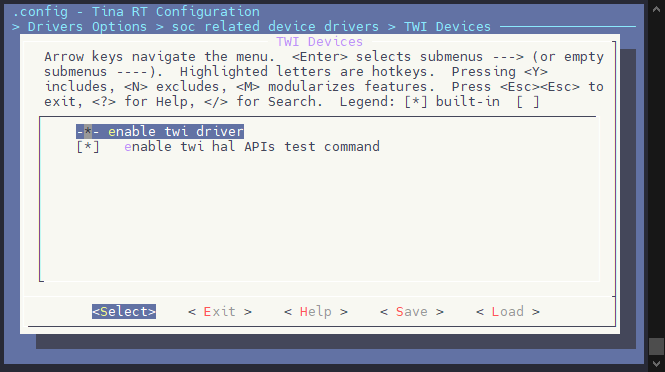 .config - Tina RT Configuration
> Drivers Options > soc related device drivers > TWI Devices
TWI Devices
Arrow keys navigate the menu.  <Enter> selects submenus ---> (or empty
submenus ----).  Highlighted letters are hotkeys.  Pressing <Y>
includes, <N> excludes, <M> modularizes features.  Press <Esc><Esc> to
exit, <?> for Help, </> for Search.  Legend: [*] built-in  [ ]
-*- enable twi driver
[*]   enable twi hal APIs test command
<Select>    < Exit >    < Help >    < Save >    < Load >